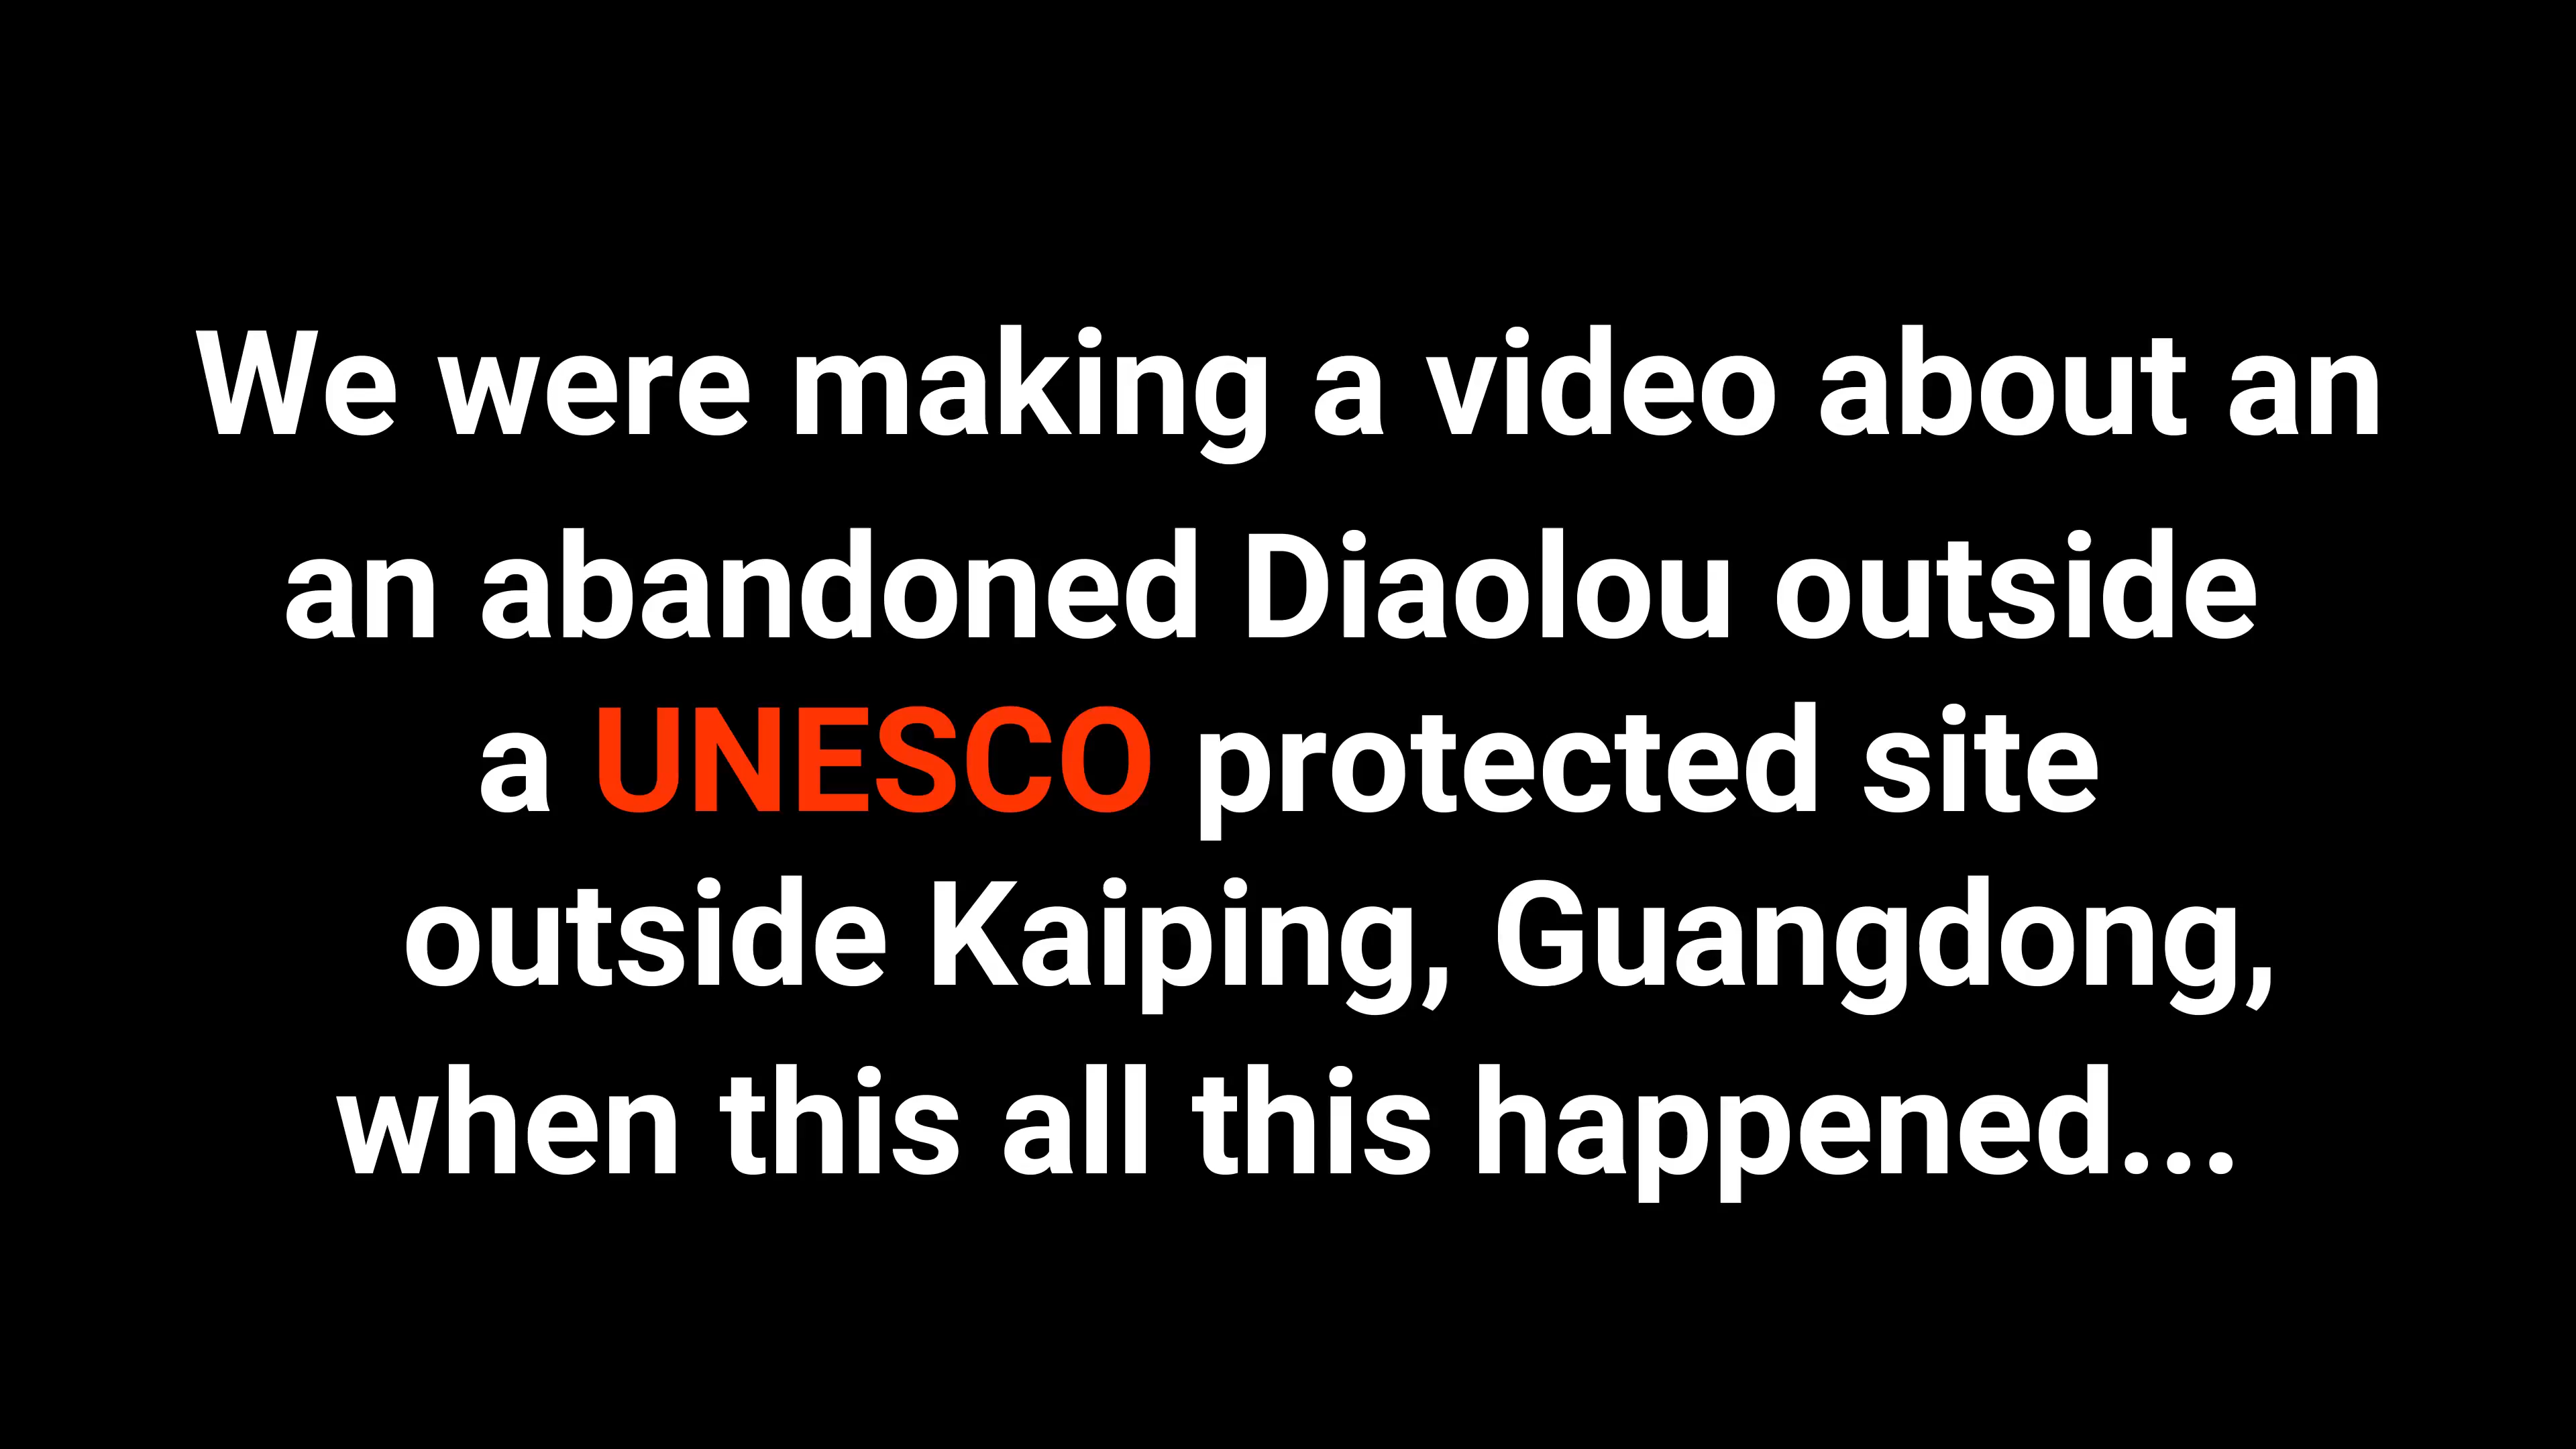 We were making a video about an
an abandoned Diaolou outside
a UNESCO protected site
outside Kaiping, Guangdong,
when this all this happened...